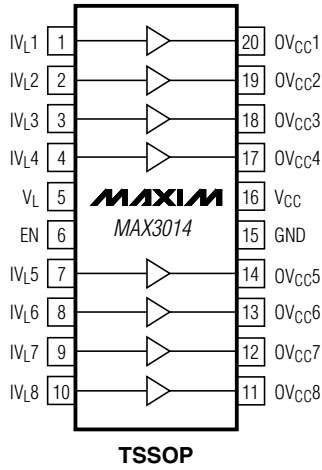 IVL1 1 20 OVCC1
IVL2 2 19 OVCC2
IVL3 3 18 OVCC3
IVL4 4 17 OVCC4
VL 5 MAXIM 16 VCC
EN 6 MAX3014 15 GND
IVL5 7 14 OVCC5
IVL6 8 13 OVCC6
IVL7 9 12 OVCC7
IVL8 10 11 OVCC8
TSSOP